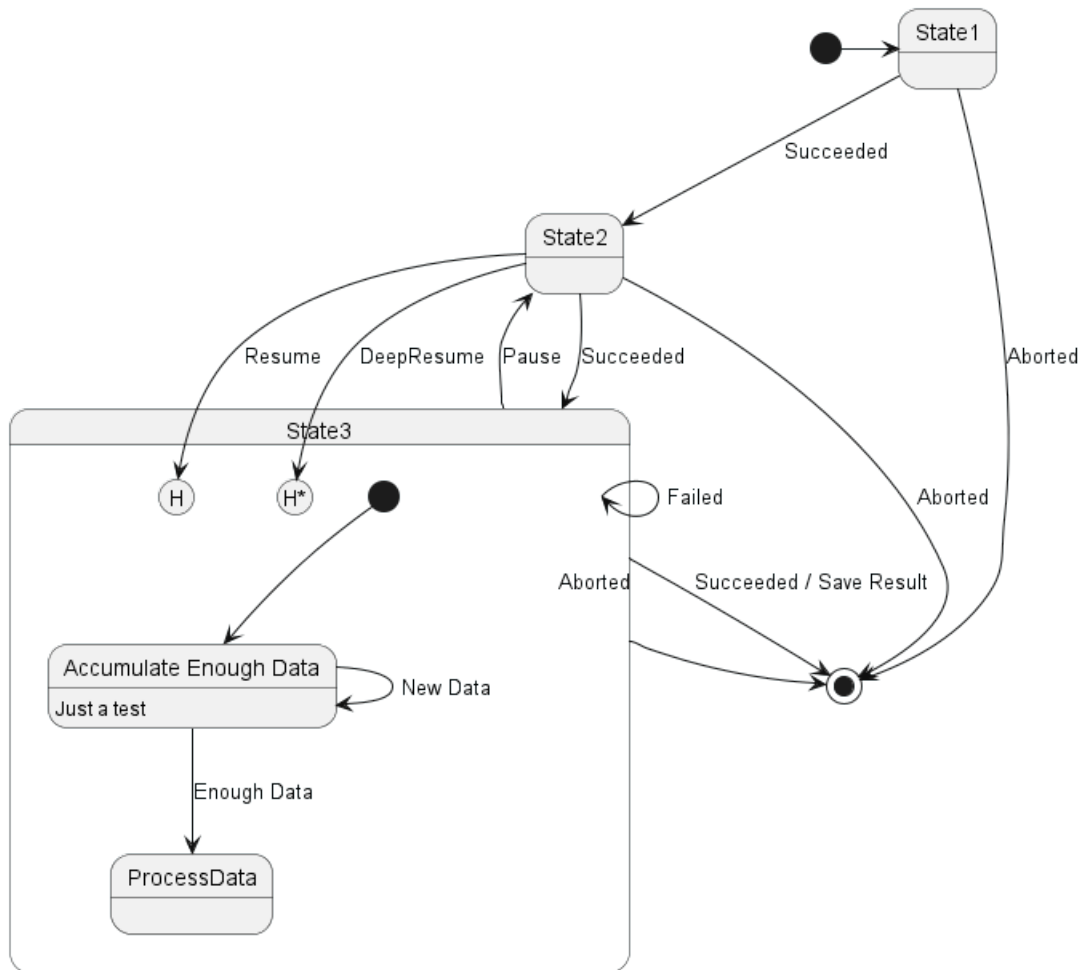 State1
Succeeded
State2
Resume
DeepResume
Pause
Succeeded
Aborted
State3
H
H*
Failed
Aborted
Aborted
Succeeded / Save Result
Accumulate Enough Data
Just a test
New Data
Enough Data
ProcessData